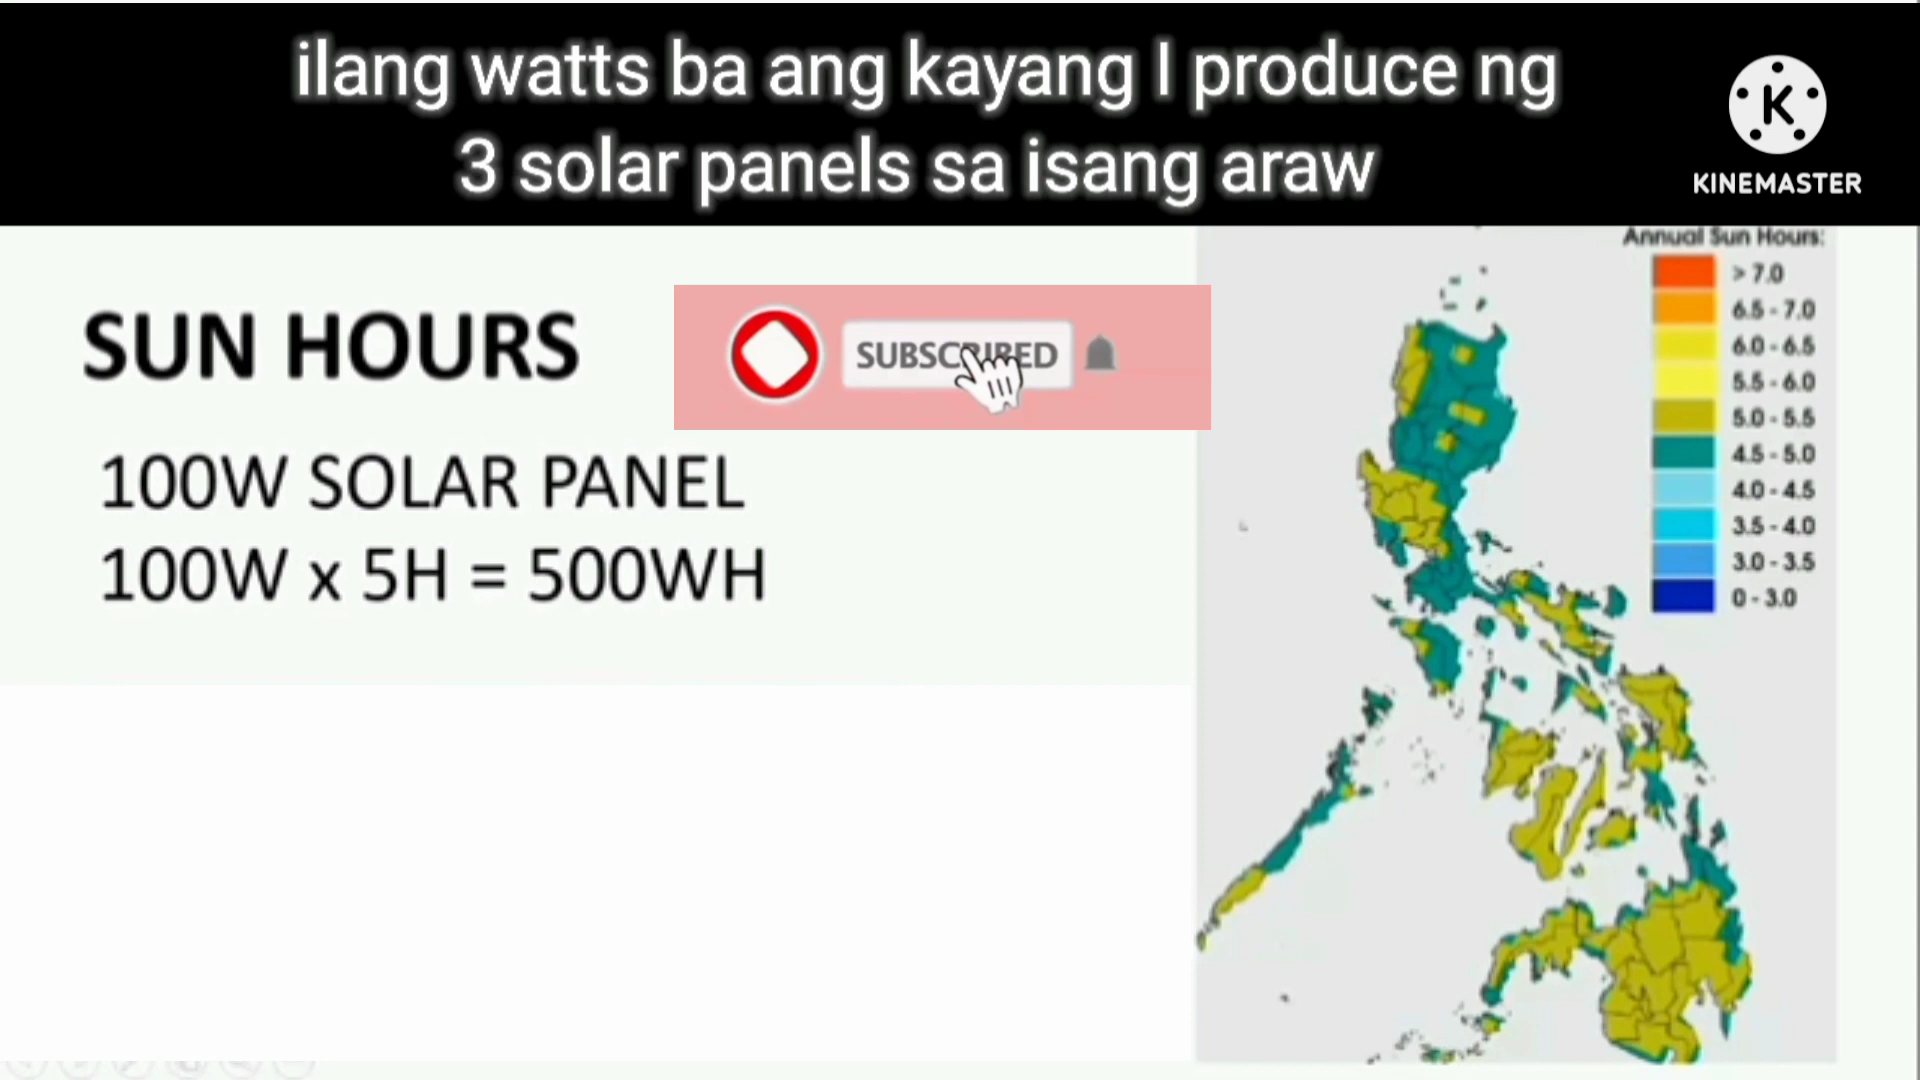 ilang watts ba ang kayang I produce ng
3 solar panels sa isang araw
K
KINEMASTER
Annual Sun Hours:
> 7.0
6.5 - 7.0
6.0 - 6.5
5.5 - 6.0
5.0 - 5.5
4.5 - 5.0
4.0 - 4.5
3.5 - 4.0
3.0 - 3.5
0 - 3.0
SUN HOURS
SUBSCRIBED
100W SOLAR PANEL
100W x 5H = 500WH